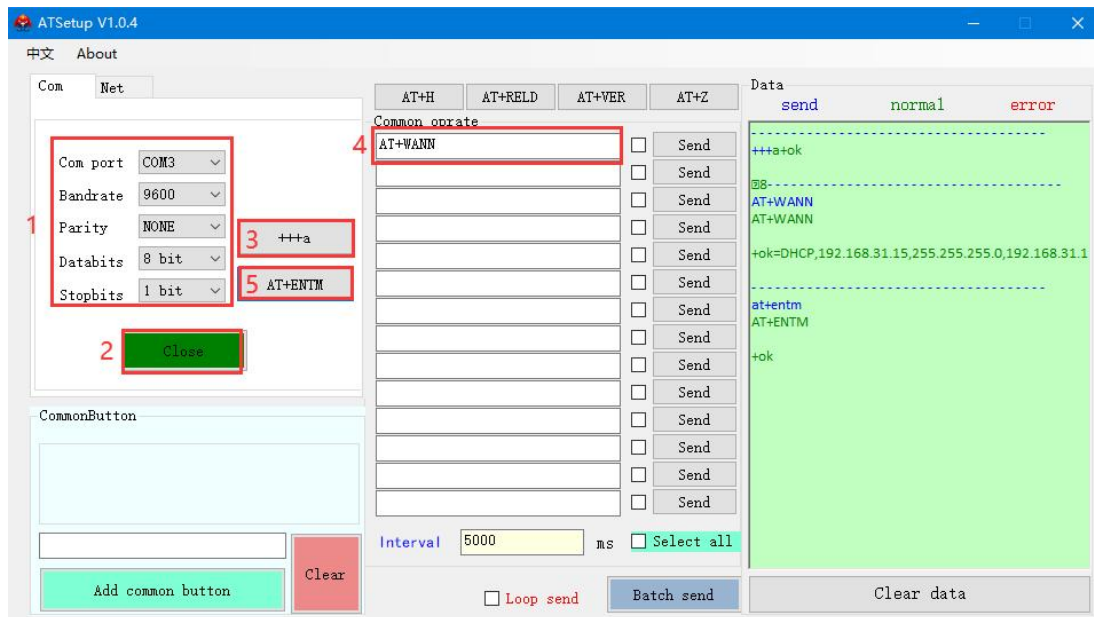 ATSetup V1.0.4
中文 About
Com Net
1
Com port COM3
Bandrate 9600
Parity NONE
Databits 8 bit
Stopbits 1 bit
3 +++a
5 AT+ENTM
2 Close
CommonButton
Add common button
Clear
AT+H AT+RELD AT+VER AT+Z
Common oprate
4 AT+WANN Send
Send
Send
Send
Send
Send
Send
Send
Send
Send
Send
Send
Send
Send
Interval 5000 ms Select all
Loop send Batch send
Data
send normal error
---------------------------------------
+++a+ok
8---------------------------------------
AT+WANN
AT+WANN
+ok=DHCP,192.168.31.15,255.255.255.0,192.168.31.1
---------------------------------------
at+entm
AT+ENTM
+ok
Clear data